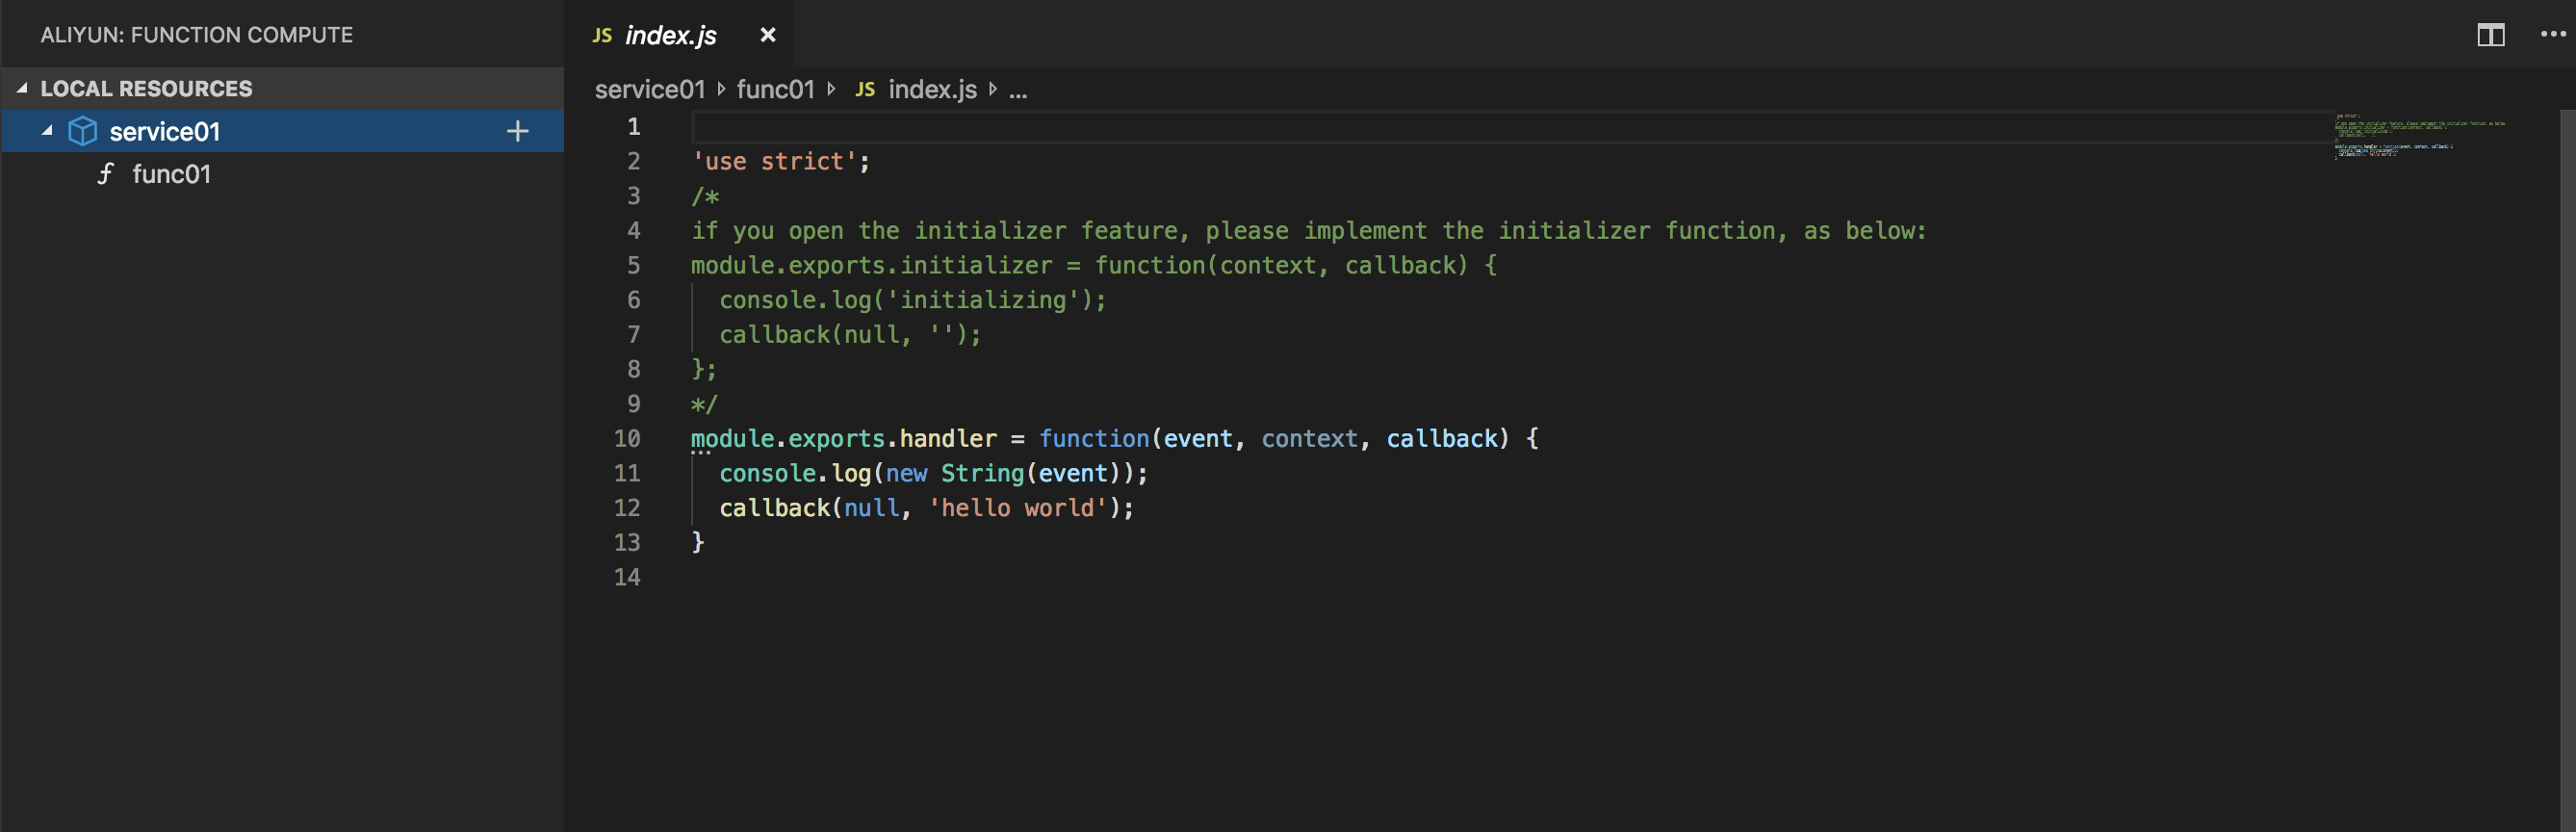 ALIYUN: FUNCTION COMPUTE
LOCAL RESOURCES
service01
func01
JS index.js
service01 func01 JS index.js ...
1
2 'use strict';
3 /*
4 if you open the initializer feature, please implement the initializer function, as below:
5 module.exports.initializer = function(context, callback) {
6 console.log('initializing');
7 callback(null, '');
8 };
9 */
10 module.exports.handler = function(event, context, callback) {
11 console.log(new String(event));
12 callback(null, 'hello world');
13 }
14